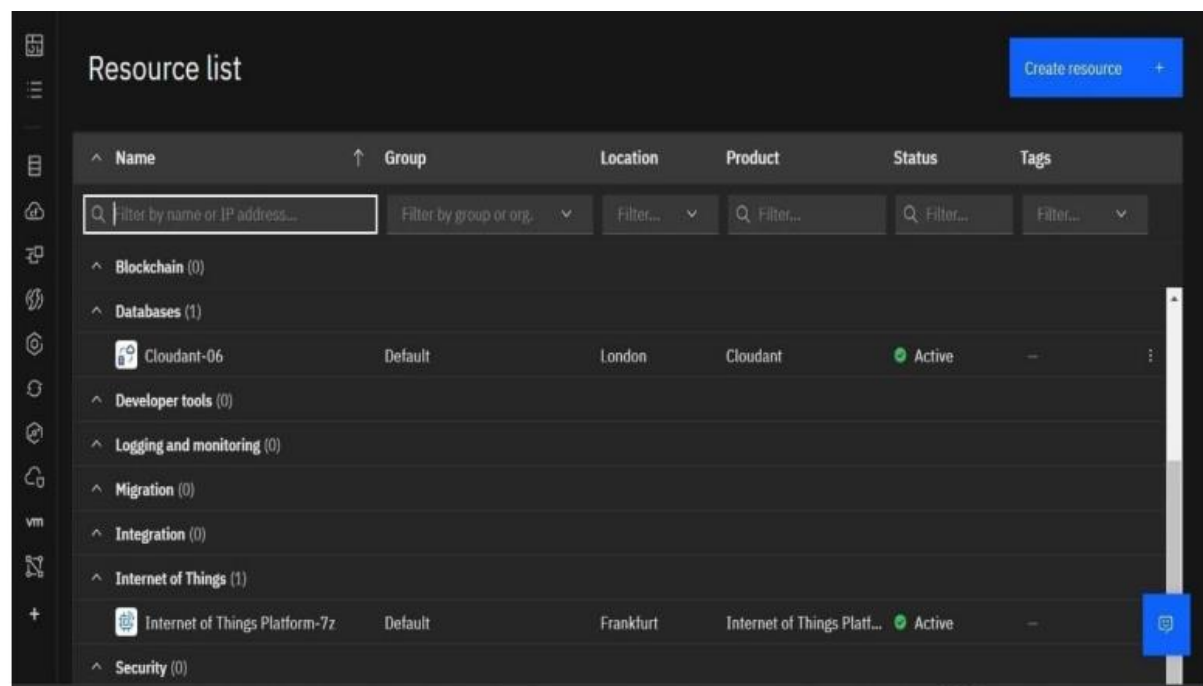 Resource list
Create resource +
Name ↑ Group Location Product Status Tags
Filter by name or IP address... Filter by group or org. Filter... Filter... Filter... Filter...
Blockchain (0)
Databases (1)
Cloudant-06 Default London Cloudant Active —
Developer tools (0)
Logging and monitoring (0)
Migration (0)
Integration (0)
vm
Internet of Things (1)
Internet of Things Platform-7z Default Frankfurt Internet of Things Platf... Active —
Security (0)